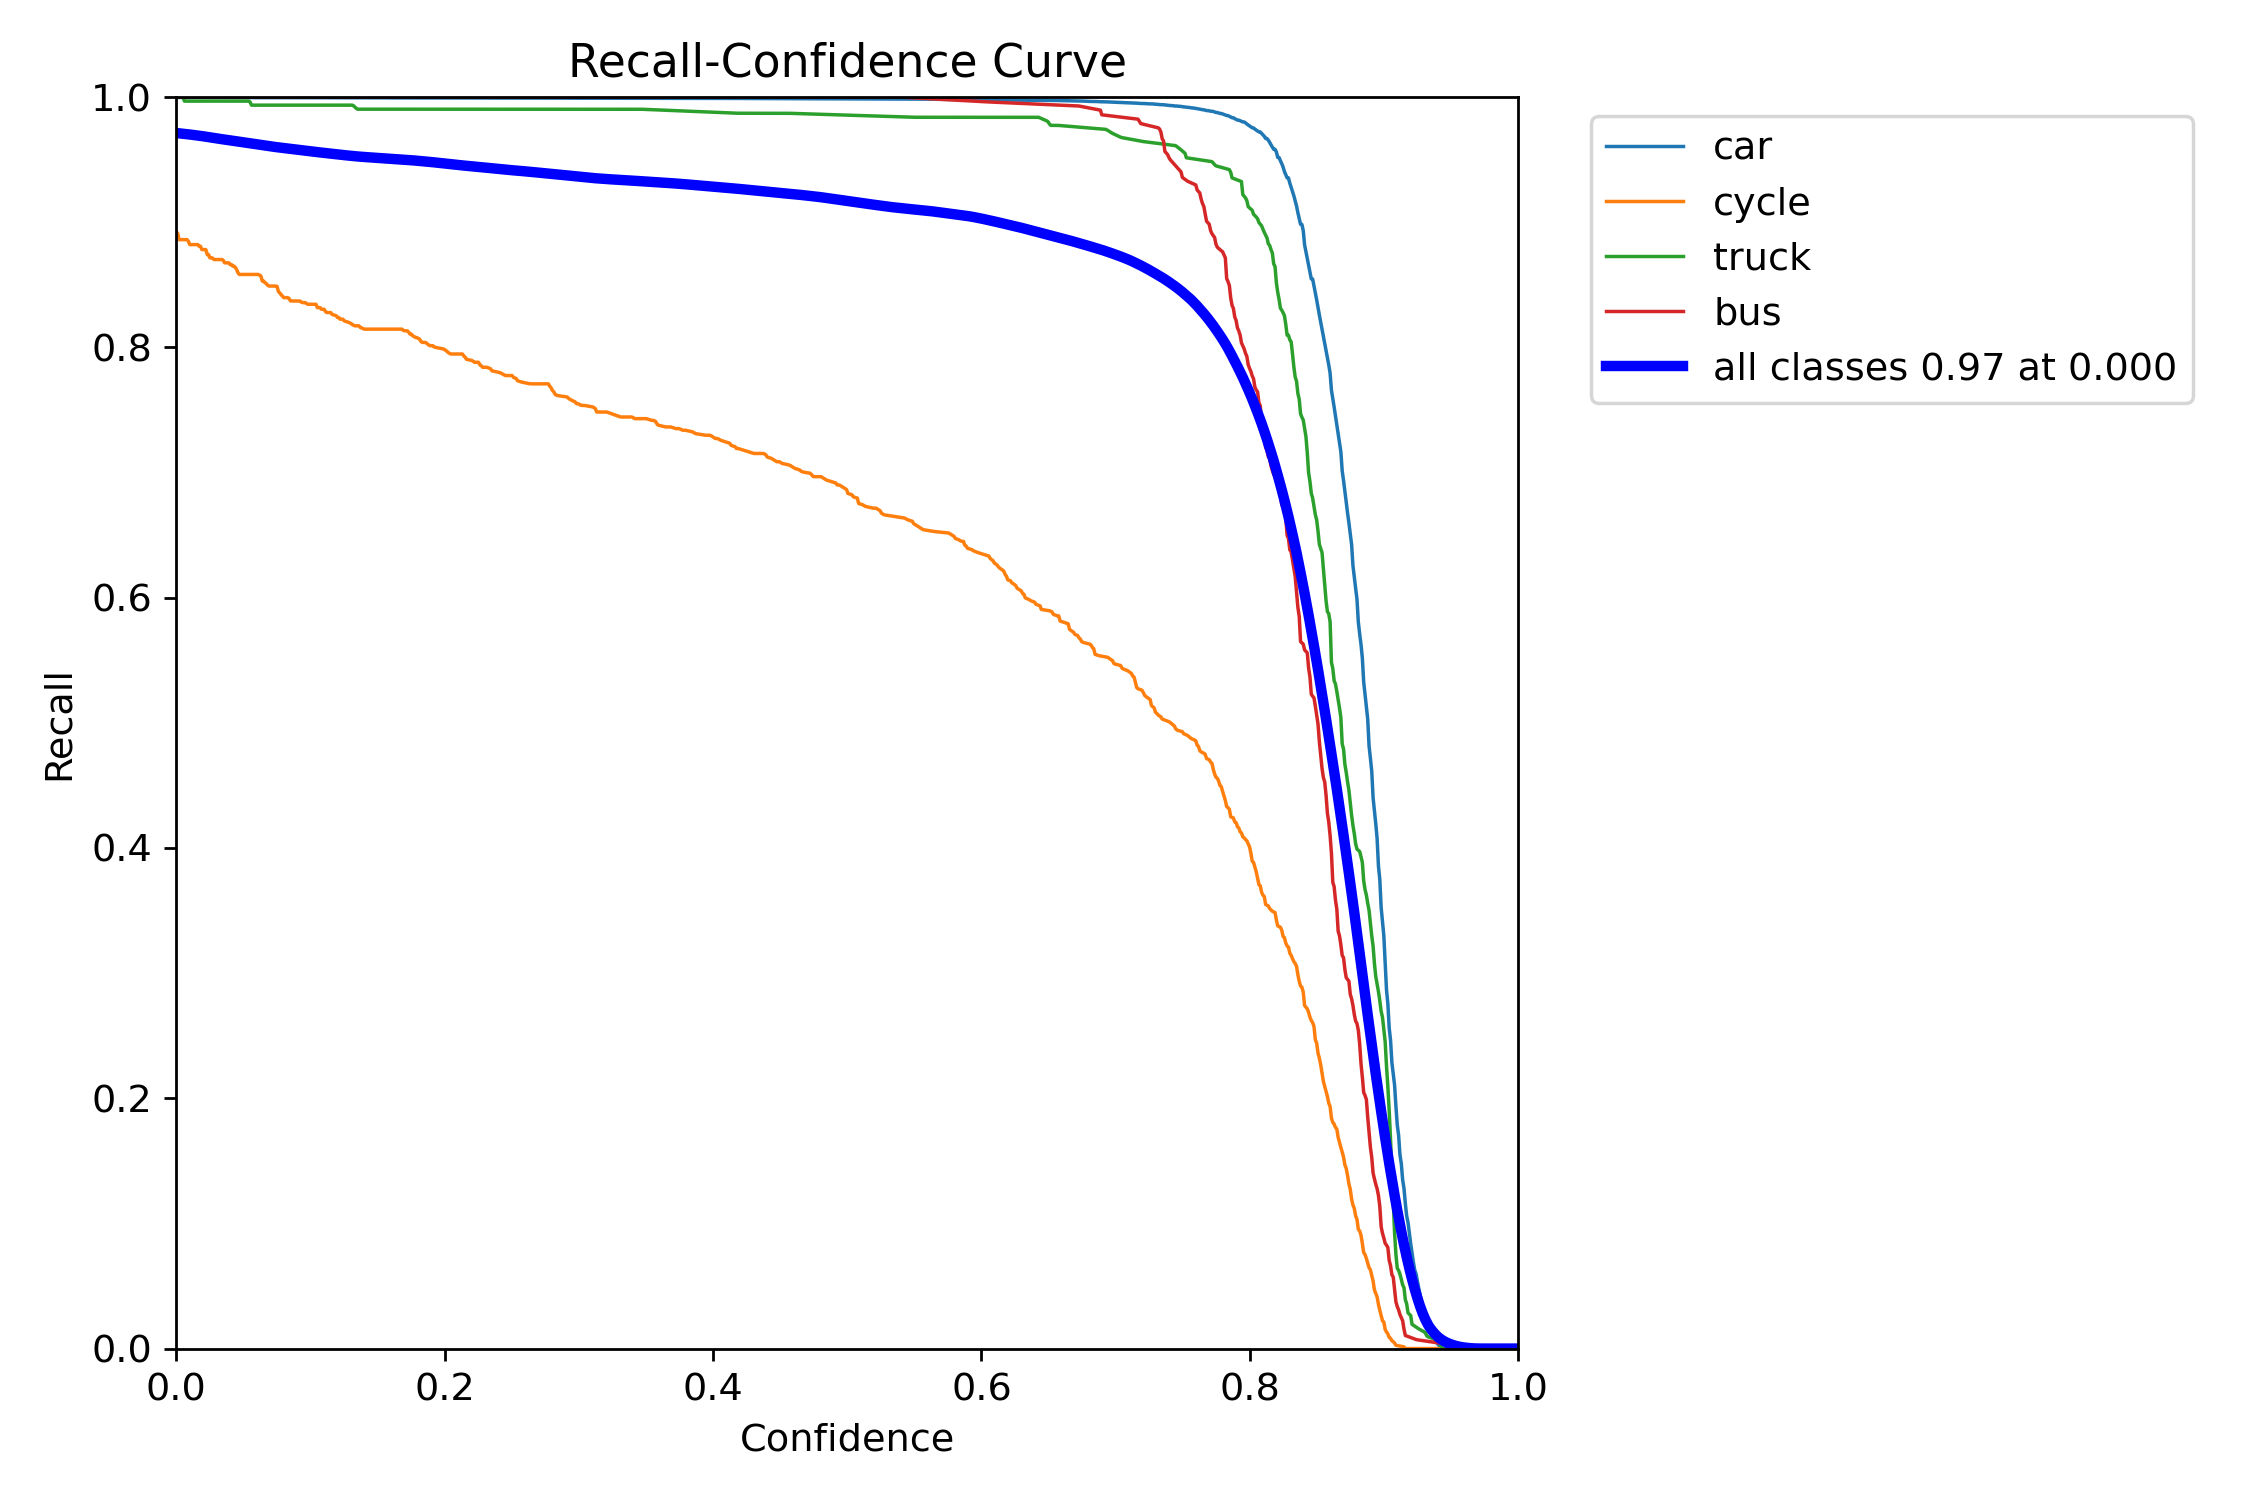 Recall-Confidence Curve
1.0
0.8
0.6
0.4
0.2
0.0
Recall
0.0 0.2 0.4 0.6 0.8 1.0
Confidence
car
cycle
truck
bus
all classes 0.97 at 0.000